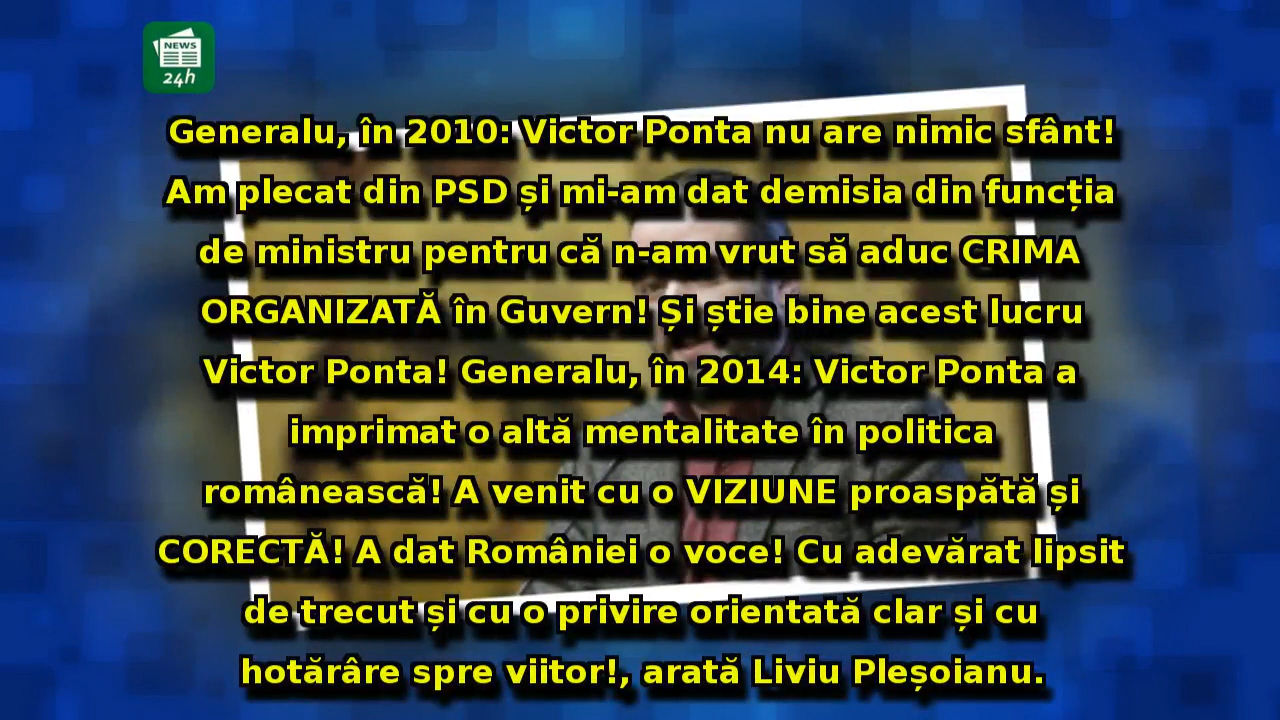 NEWS
24h
Generalu, în 2010: Victor Ponta nu are nimic sfânt!
Am plecat din PSD și mi-am dat demisia din funcția
de ministru pentru că n-am vrut să aduc CRIMA
ORGANIZATĂ în Guvern! Și știe bine acest lucru
Victor Ponta! Generalu, în 2014: Victor Ponta a
imprimat o altă mentalitate în politica
românească! A venit cu o VIZIUNE proaspătă și
CORECTĂ! A dat României o voce! Cu adevărat lipsit
de trecut și cu o privire orientată clar și cu
hotărâre spre viitor!, arată Liviu Pleșoianu.